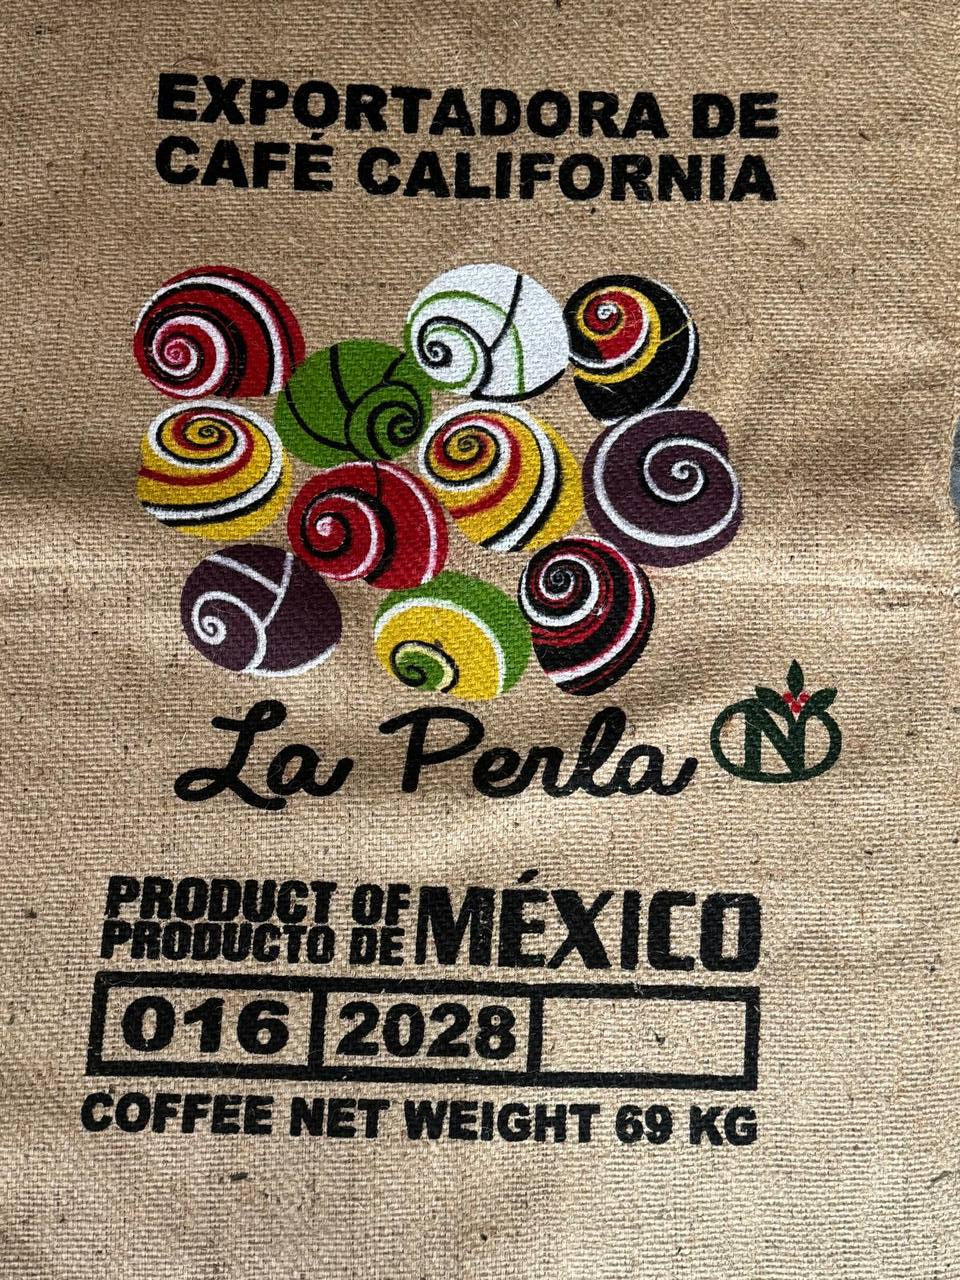 EXPORTADORA DE
CAFÉ CALIFORNIA
La Perla
N
PRODUCT OF
PRODUCTO DE MÉXICO
016 2028
COFFEE NET WEIGHT 69 KG